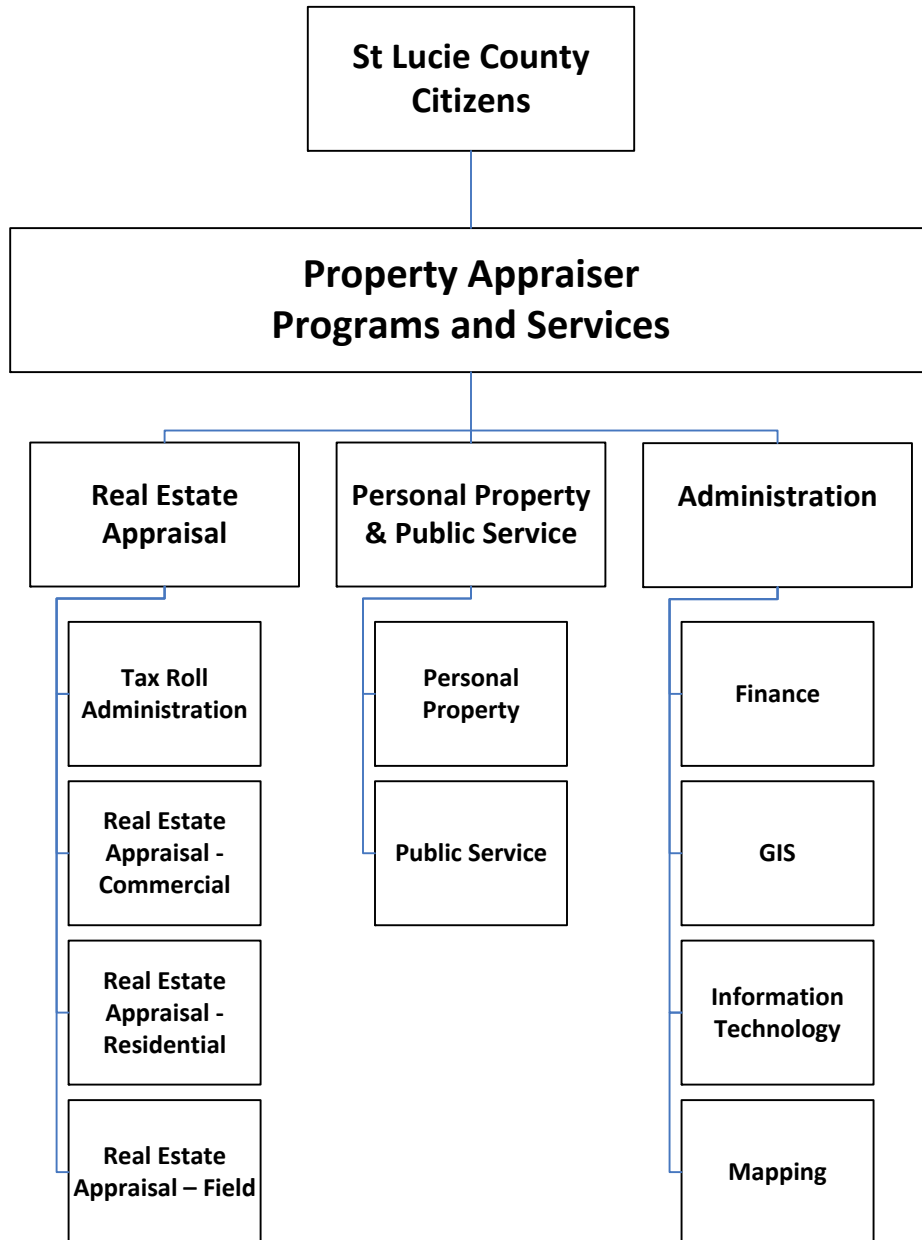 St Lucie County
Citizens
Property Appraiser
Programs and Services
Real Estate
Appraisal
Personal Property
& Public Service
Administration
Tax Roll
Administration
Real Estate
Appraisal -
Commercial
Real Estate
Appraisal -
Residential
Real Estate
Appraisal – Field
Personal
Property
Public Service
Finance
GIS
Information
Technology
Mapping